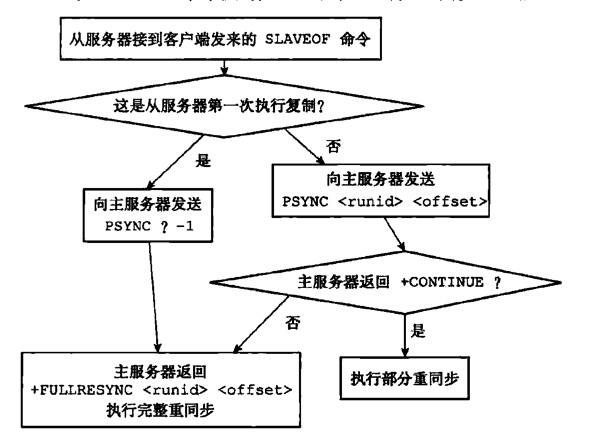 从服务器接到客户端发来的 SLAVEOF 命令
这是从服务器第一次执行复制?
是
否
向主服务器发送
PSYNC ? -1
向主服务器发送
PSYNC <runid> <offset>
主服务器返回 +CONTINUE ?
否
是
主服务器返回
+FULLRESYNC <runid> <offset>
执行完整重同步
执行部分重同步